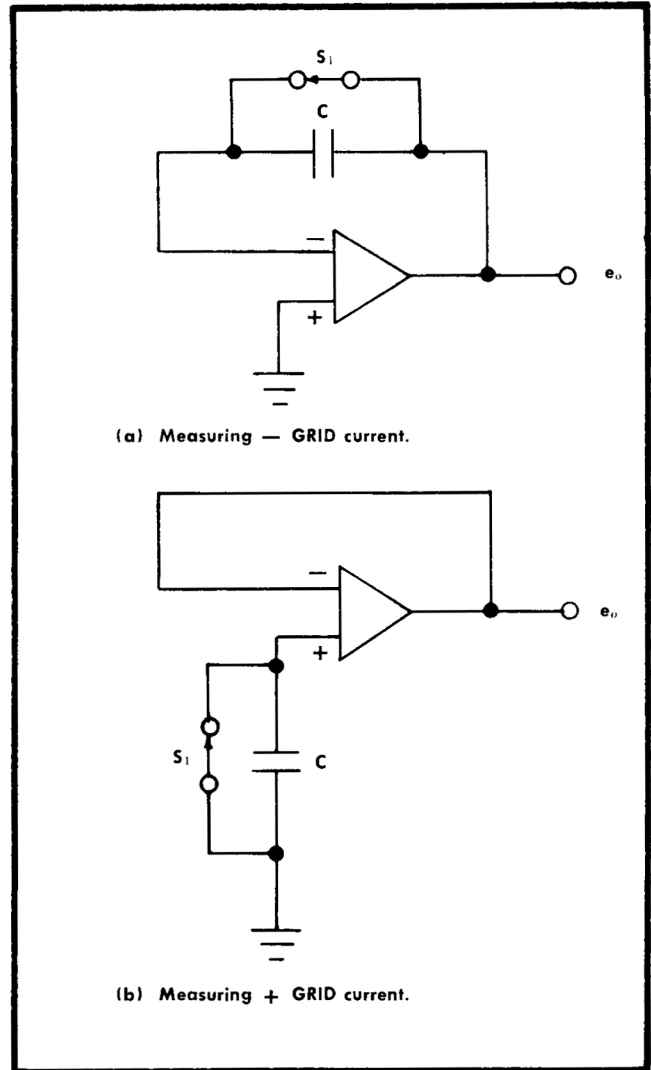 S₁
C
−
+
e₀
(a) Measuring — GRID current.
−
+
e₀
S₁
C
(b) Measuring + GRID current.